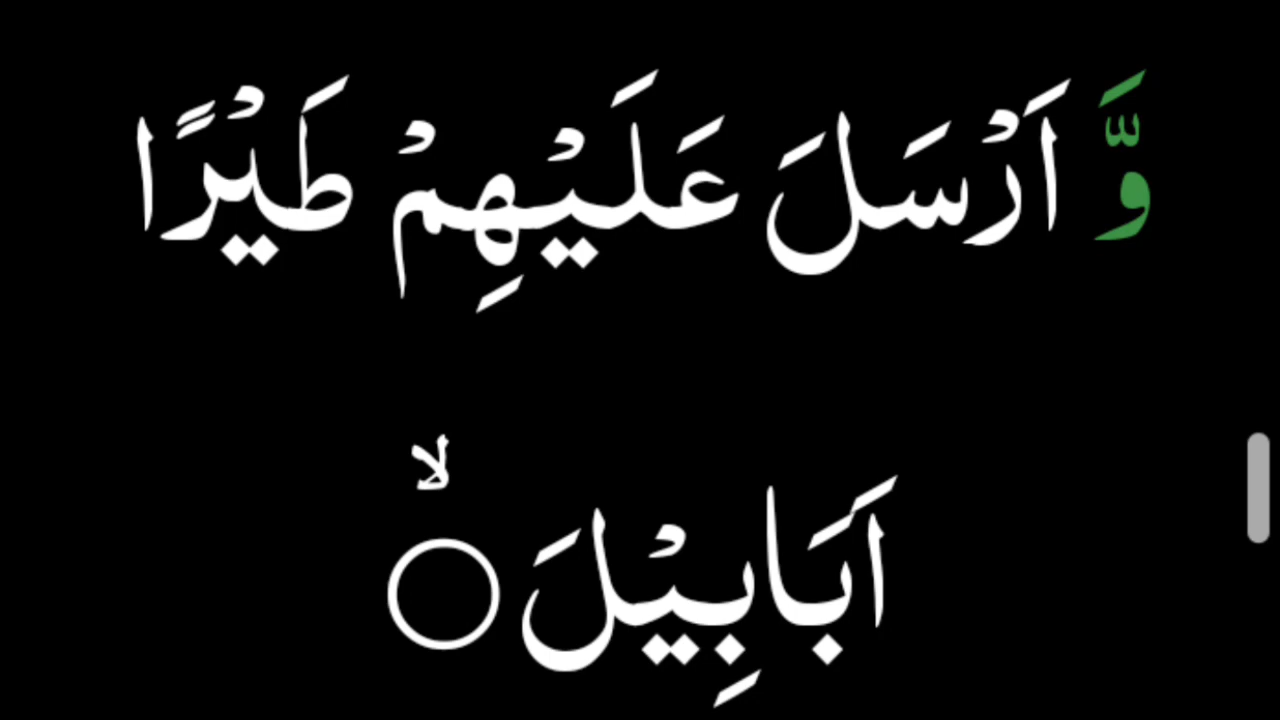 وَّ اَرْسَلَ عَلَيْهِمْ طَيْرًا
اَبَابِيْلَ ۙ○